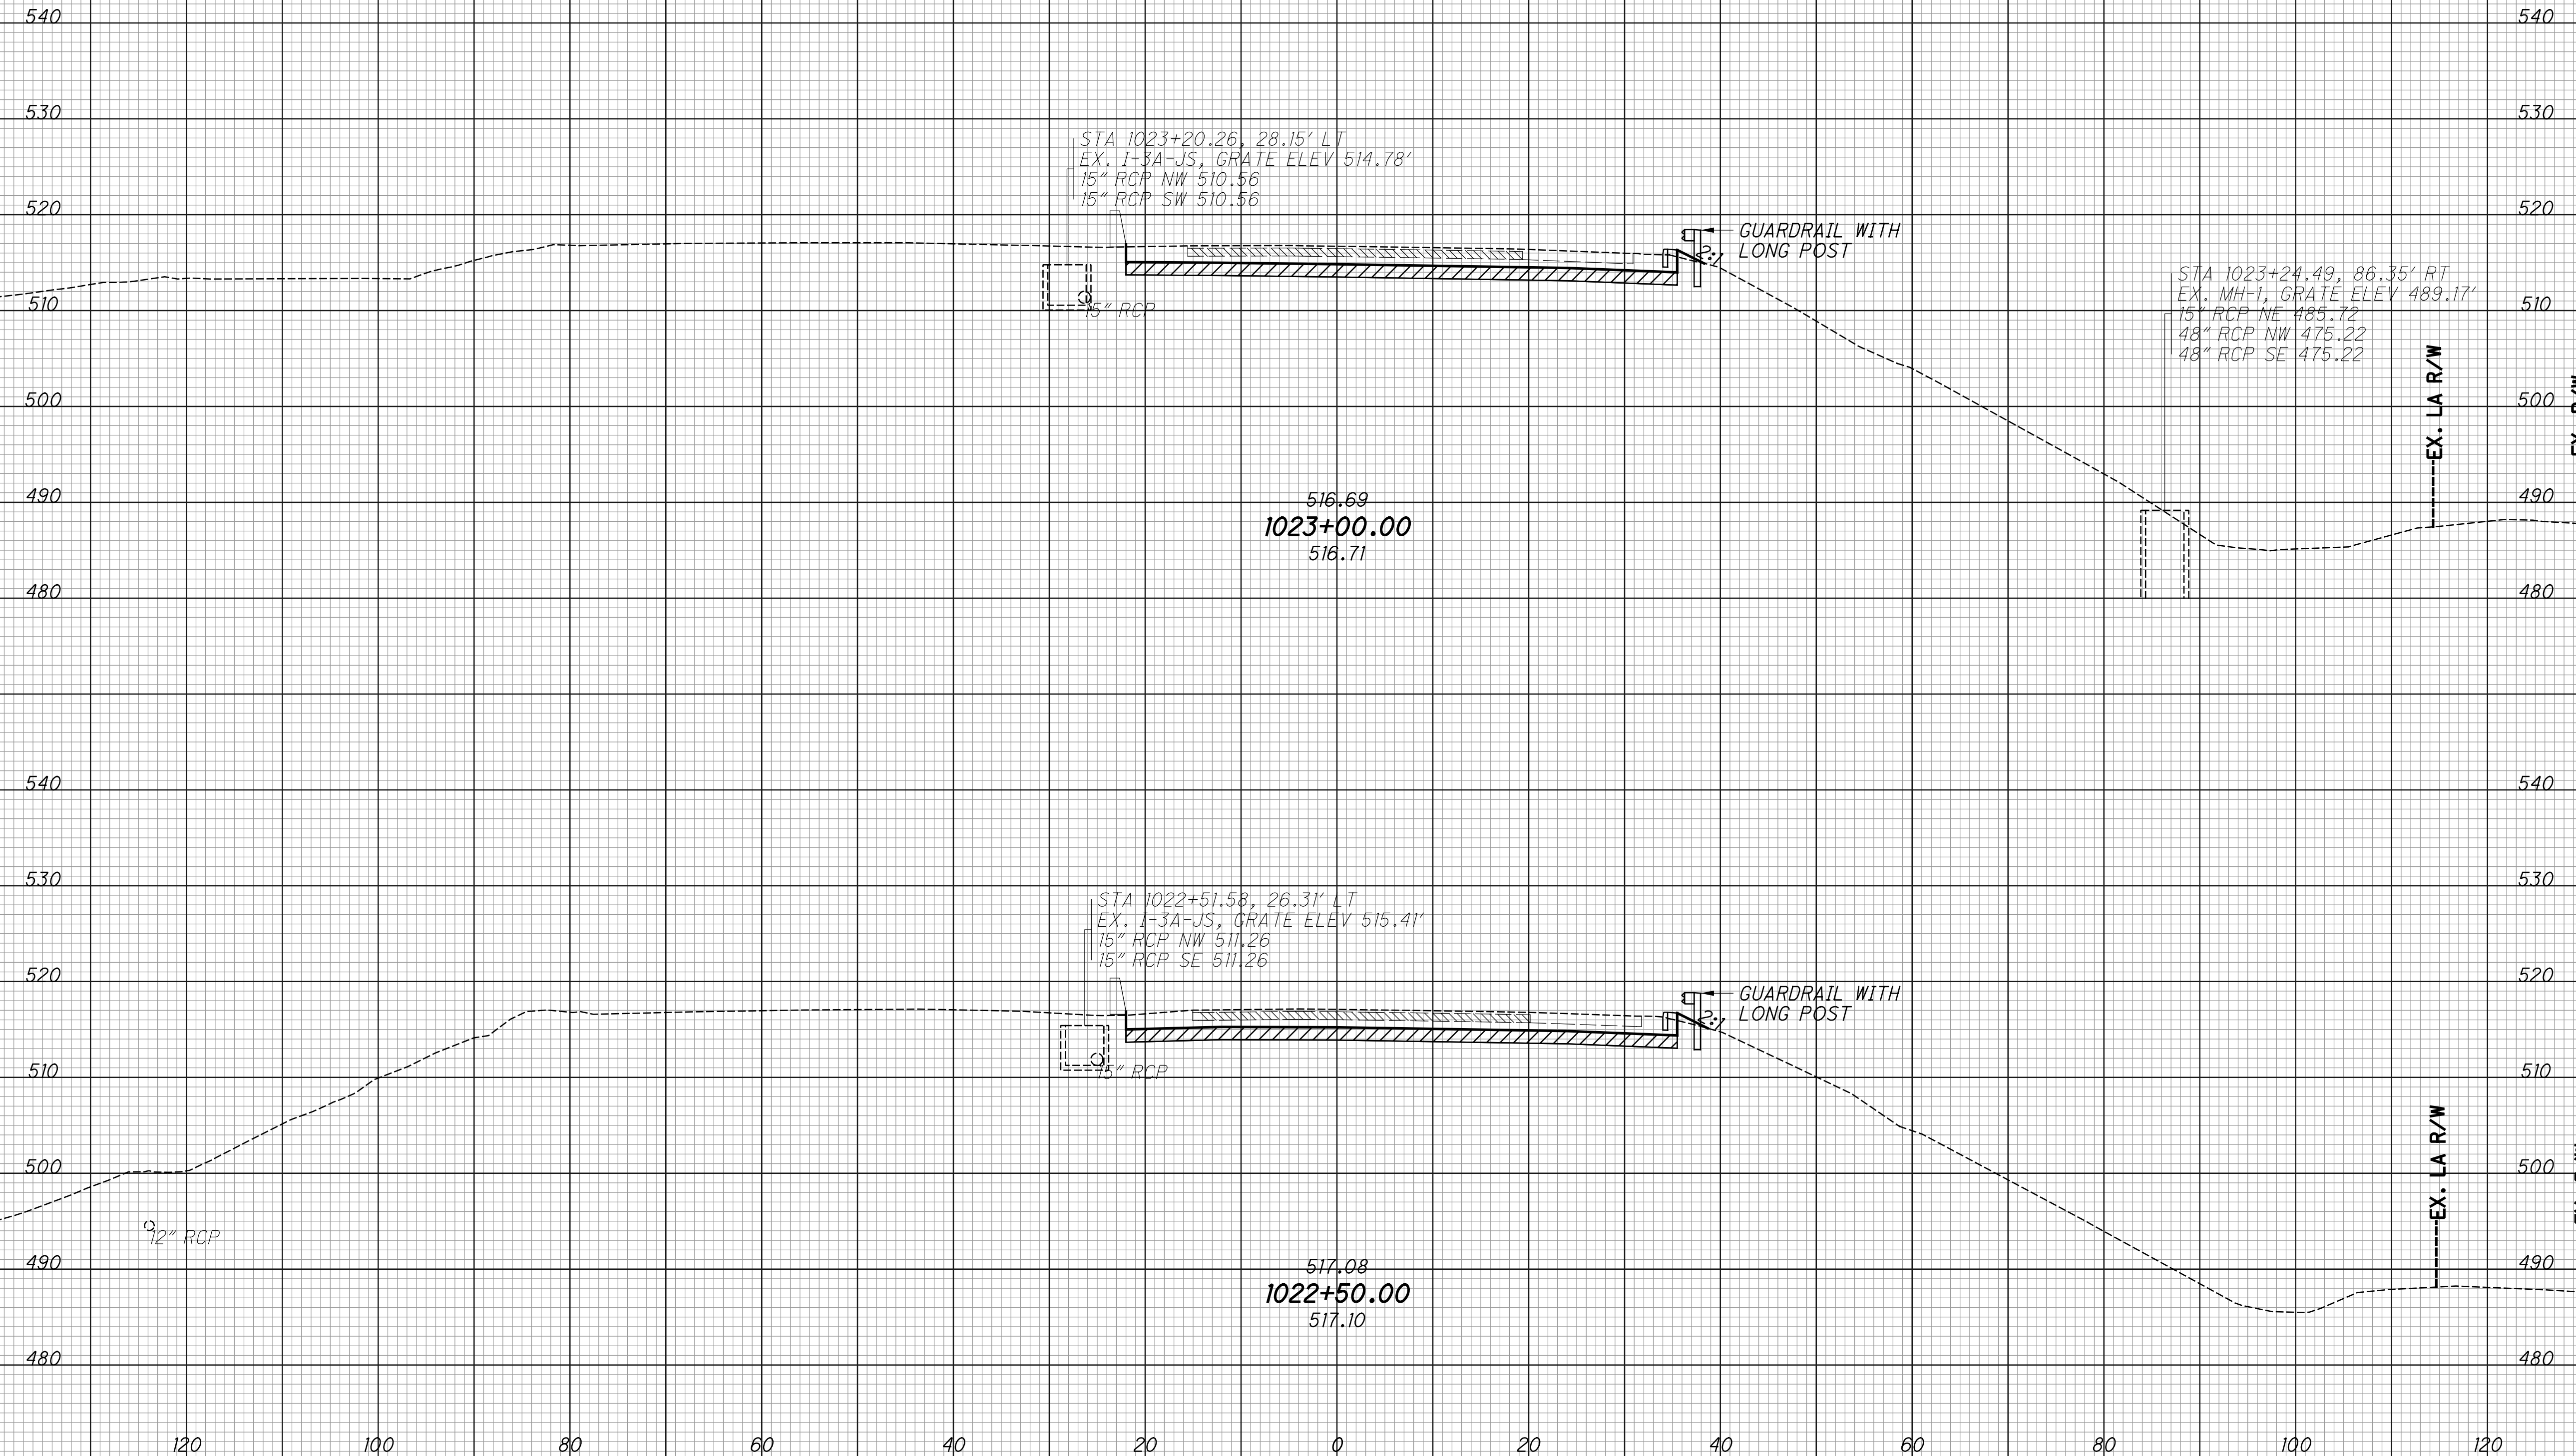 540 540
530 530
STA 1023+20.26, 28.15' LT
EX. I-3A-JS, GRATE ELEV 514.78'
15" RCP NW 510.56
15" RCP SW 510.56
520 520
GUARDRAIL WITH
LONG POST
2:1
STA 1023+24.49, 86.35' RT
EX. MH-1, GRATE ELEV 489.17'
15" RCP NE 485.72
48" RCP NW 475.22
48" RCP SE 475.22
510 510
15" RCP
EX. LA R/W
500 500
490 490
516.69
1023+00.00
516.71
480 480
540 540
530 530
STA 1022+51.58, 26.31' LT
EX. I-3A-JS, GRATE ELEV 515.41'
15" RCP NW 511.26
15" RCP SE 511.26
520 520
GUARDRAIL WITH
LONG POST
2:1
510 510
15" RCP
EX. LA R/W
500 500
12" RCP
490 490
517.08
1022+50.00
517.10
480 480
120 100 80 60 40 20 0 20 40 60 80 100 120